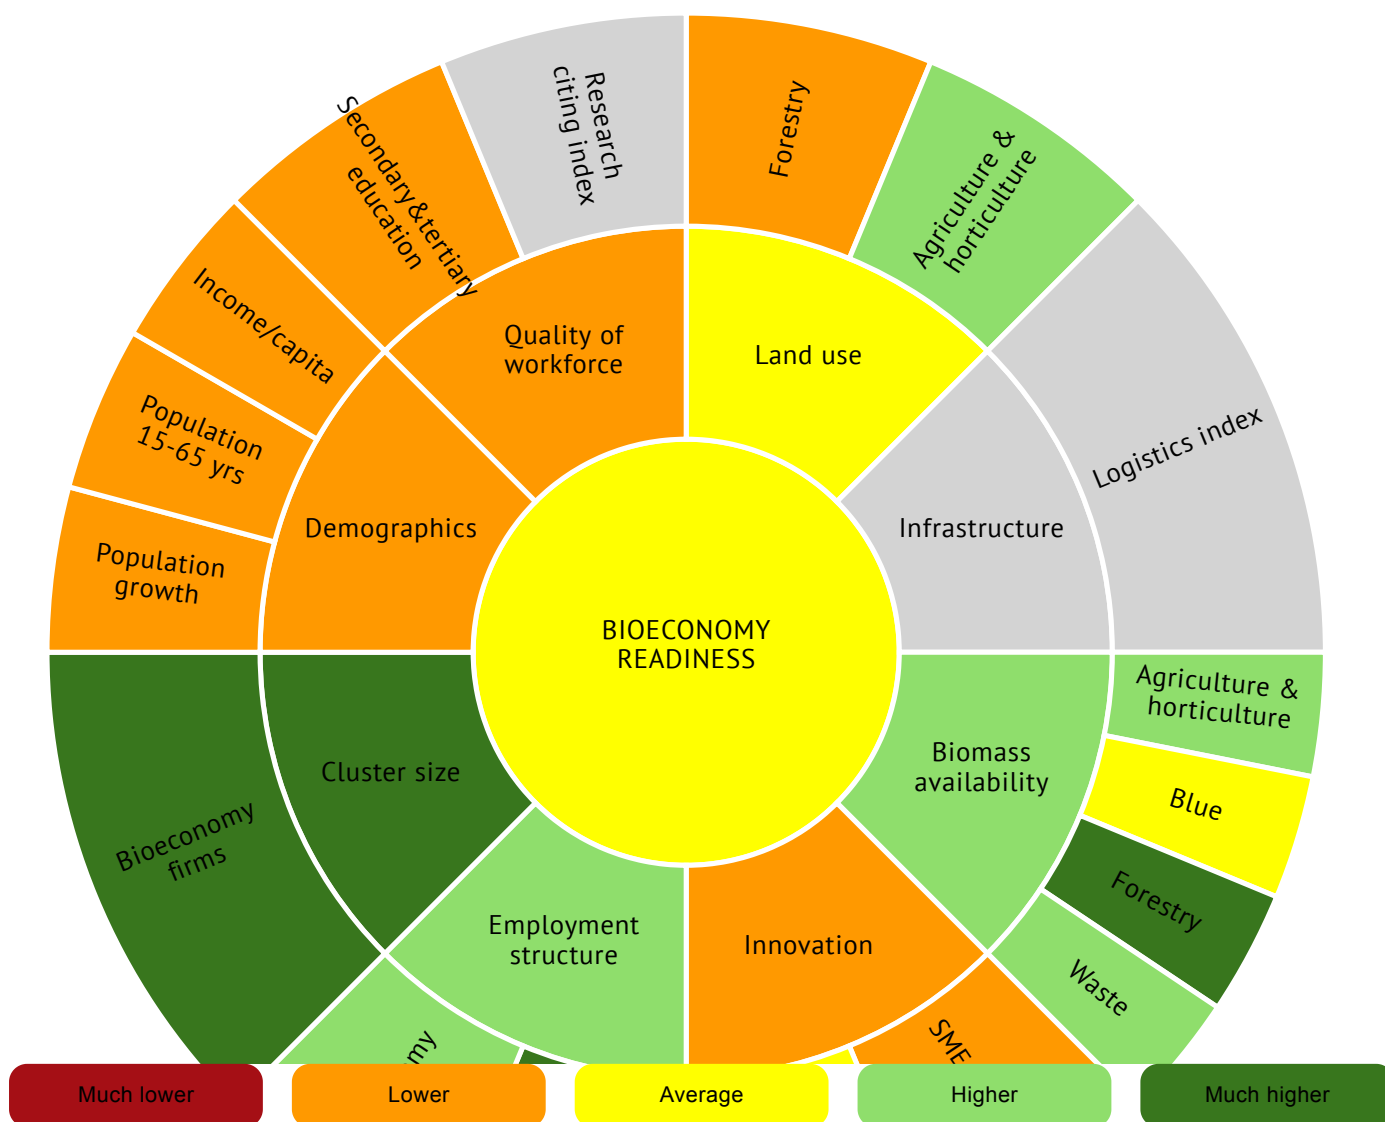 Research
citing index
Forestry
Agriculture &
horticulture
Logistics index
Secondary&tertiary
education
Income/capita
Population
15-65 yrs
Population
growth
Quality of
workforce
Land use
Demographics
Infrastructure
BIOECONOMY
READINESS
Cluster size
Biomass
availability
Employment
structure
Innovation
Agriculture &
horticulture
Blue
Forestry
Waste
Bioeconomy
firms
my
SME
Much lower
Lower
Average
Higher
Much higher